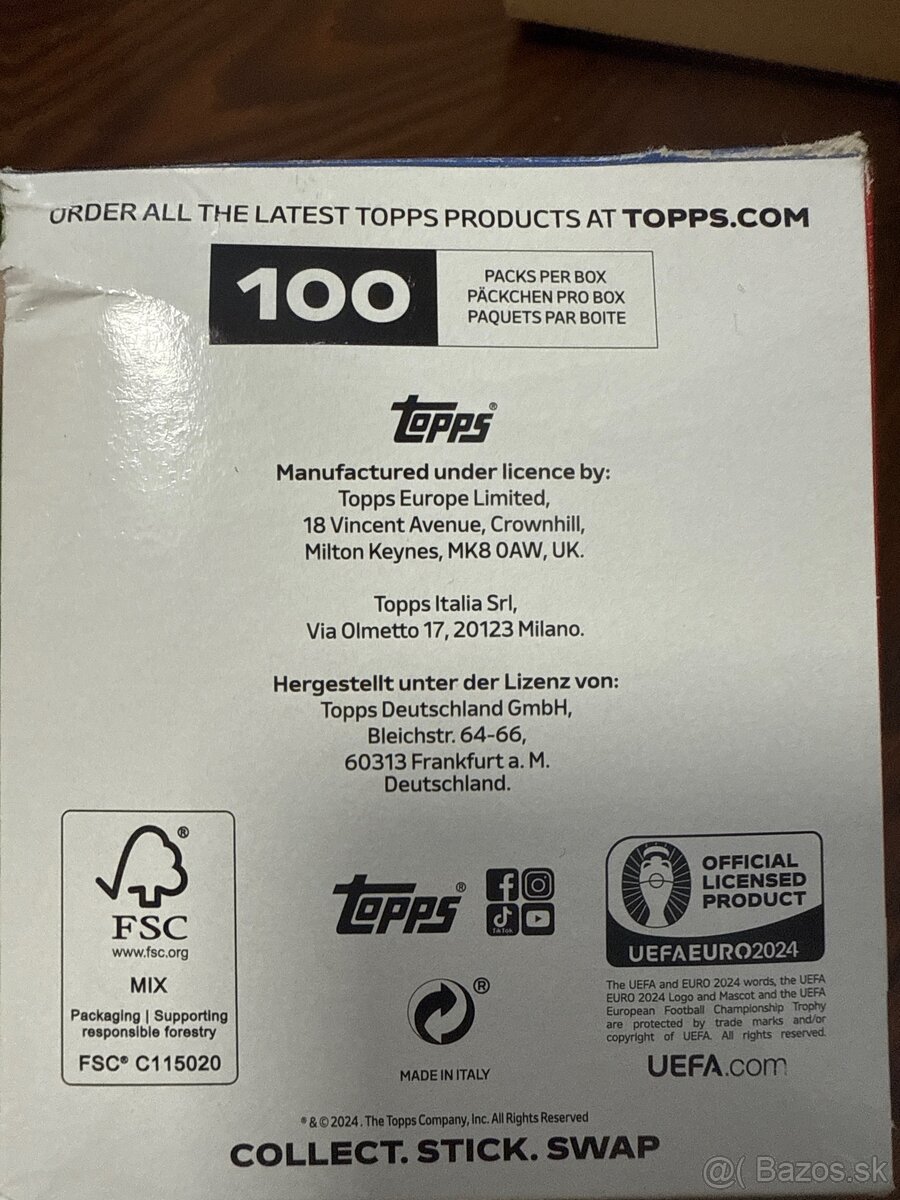 ORDER ALL THE LATEST TOPPS PRODUCTS AT TOPPS.COM
100
PACKS PER BOX
PÄCKCHEN PRO BOX
PAQUETS PAR BOITE
Topps®
Manufactured under licence by:
Topps Europe Limited,
18 Vincent Avenue, Crownhill,
Milton Keynes, MK8 0AW, UK.
Topps Italia Srl,
Via Olmetto 17, 20123 Milano.
Hergestellt unter der Lizenz von:
Topps Deutschland GmbH,
Bleichstr. 64-66,
60313 Frankfurt a. M.
Deutschland.
®
FSC
www.fsc.org
MIX
Packaging | Supporting
responsible forestry
FSC® C115020
Topps®
TikTok
®
MADE IN ITALY
OFFICIAL
LICENSED
PRODUCT
UEFAEURO2024
The UEFA and EURO 2024 words, the UEFA
EURO 2024 Logo and Mascot and the UEFA
European Football Championship Trophy
are protected by trade marks and/or
copyright of UEFA. All rights reserved.
UEFA.com
® & © 2024. The Topps Company, Inc. All Rights Reserved
COLLECT. STICK. SWAP
@( Bazos.sk